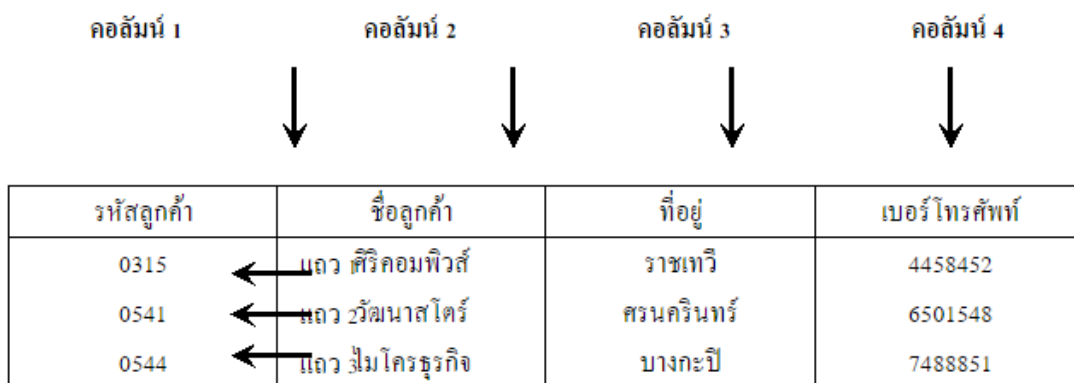 คอลัมน์ 1 คอลัมน์ 2 คอลัมน์ 3 คอลัมน์ 4
รหัสลูกค้า ชื่อลูกค้า ที่อยู่ เบอร์โทรศัพท์
0315 แถว 1 ศิริคอมพิวส์ ราชเทวี 4458452
0541 แถว 2 วัฒนาสโตร์ ศรนครินทร์ 6501548
0544 แถว 3 ไมโครธุรกิจ บางกะปิ 7488851